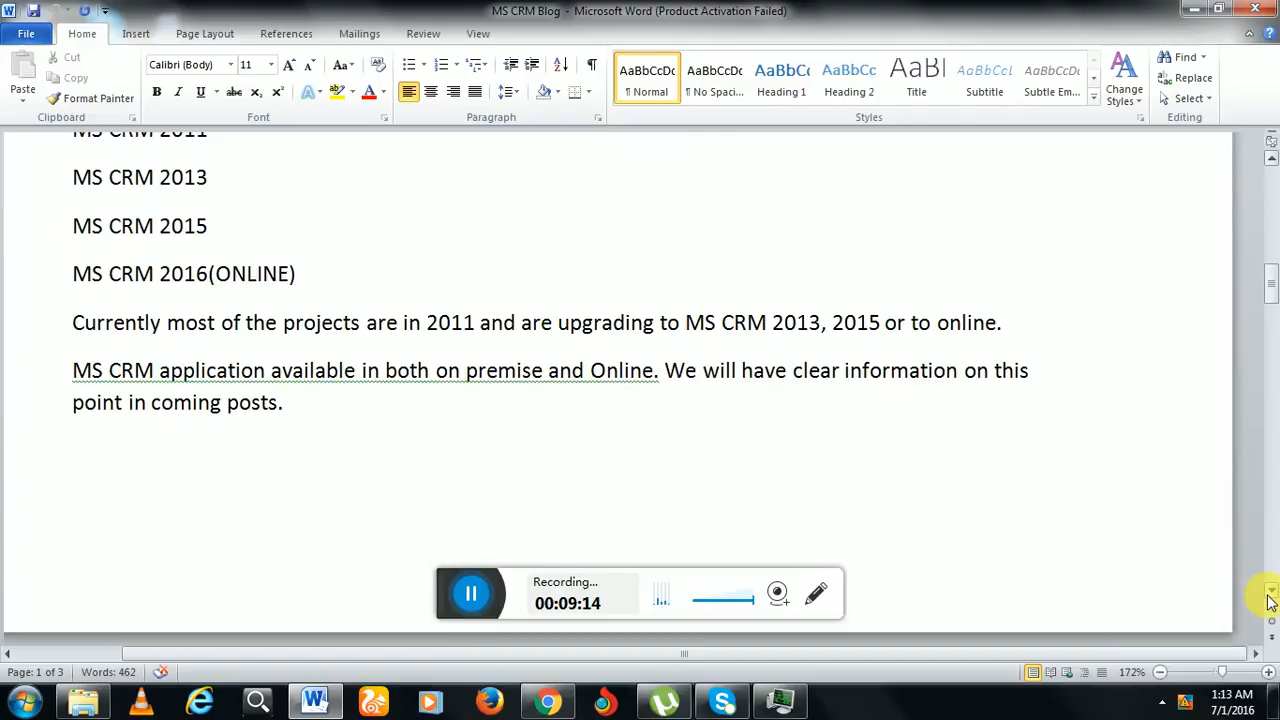 MS CRM Blog - Microsoft Word (Product Activation Failed)
File Home Insert Page Layout References Mailings Review View
Paste
Cut
Copy
Format Painter
Clipboard
Calibri (Body) 11
Font
Paragraph
AaBbCcDc AaBbCcDc AaBbCc AaBbCc AaBl AaBbCcL AaBbCcDc
¶ Normal ¶ No Spaci... Heading 1 Heading 2 Title Subtitle Subtle Em...
Change
Styles
Styles
Find
Replace
Select
Editing
MS CRM 2011
MS CRM 2013
MS CRM 2015
MS CRM 2016(ONLINE)
Currently most of the projects are in 2011 and are upgrading to MS CRM 2013, 2015 or to online.
MS CRM application available in both on premise and Online. We will have clear information on this
point in coming posts.
Recording...
00:09:14
Page: 1 of 3 Words: 462 172%
1:13 AM
7/1/2016